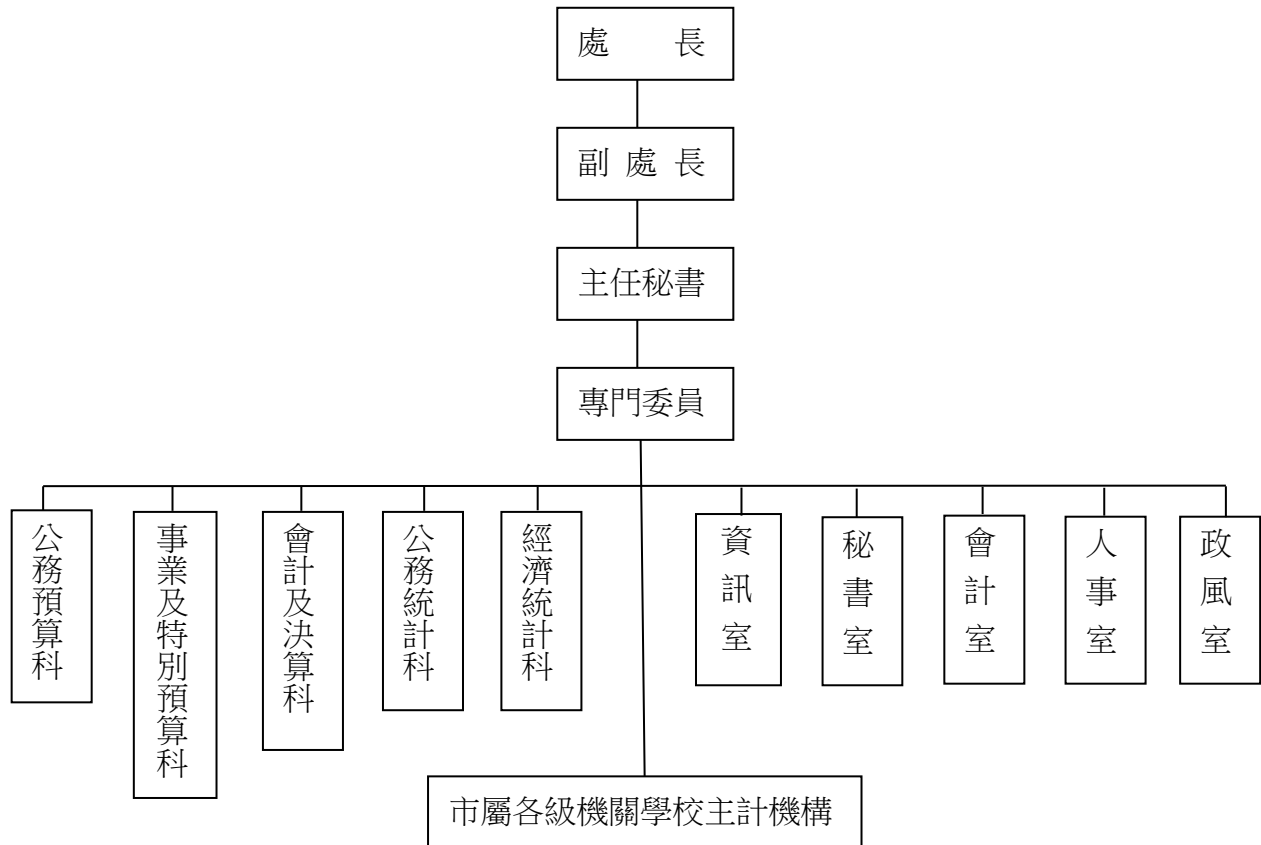 處 長
副處長
主任秘書
專門委員
公務預算科
事業及特別預算科
會計及決算科
公務統計科
經濟統計科
資訊室
秘書室
會計室
人事室
政風室
市屬各級機關學校主計機構